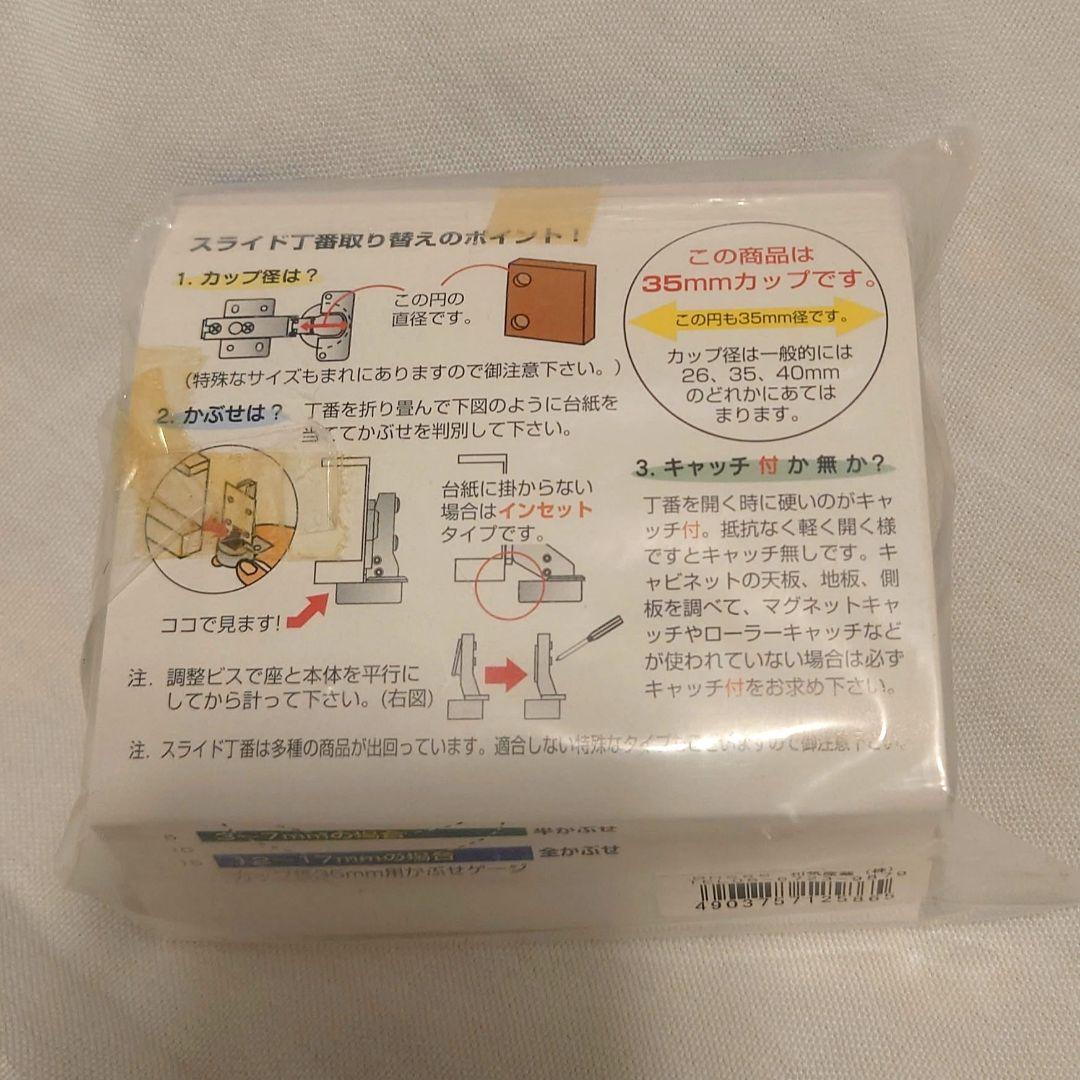 スライド丁番取り替えのポイント!
1. カップ径は?
この円の
直径です。
(特殊なサイズもまれにありますので御注意下さい。)
この商品は
35mmカップです。
この円も35mm径です。
カップ径は一般的には
26、35、40mm
のどれかにあては
まります。
2. かぶせは?
丁番を折り畳んで下図のように台紙を
当ててかぶせを判別して下さい。
台紙に掛からない
場合はインセット
タイプです。
ココで見ます!
注. 調整ビスで座と本体を平行に
してから計って下さい。(右図)
3. キャッチ付か無か?
丁番を開く時に硬いのがキャ
ッチ付。抵抗なく軽く開く様
ですとキャッチ無しです。キ
ャビネットの天板、地板、側
板を調べて、マグネットキャ
ッチやローラーキャッチなど
が使われていない場合は必ず
キャッチ付をお求め下さい。
注. スライド丁番は多種の商品が出回っています。適合しない特殊なタイプもございますので御注意下さい。
3~7mmの場合 半かぶせ
12~17mmの場合 全かぶせ
カップ径35mm用かぶせゲージ
4903757125865